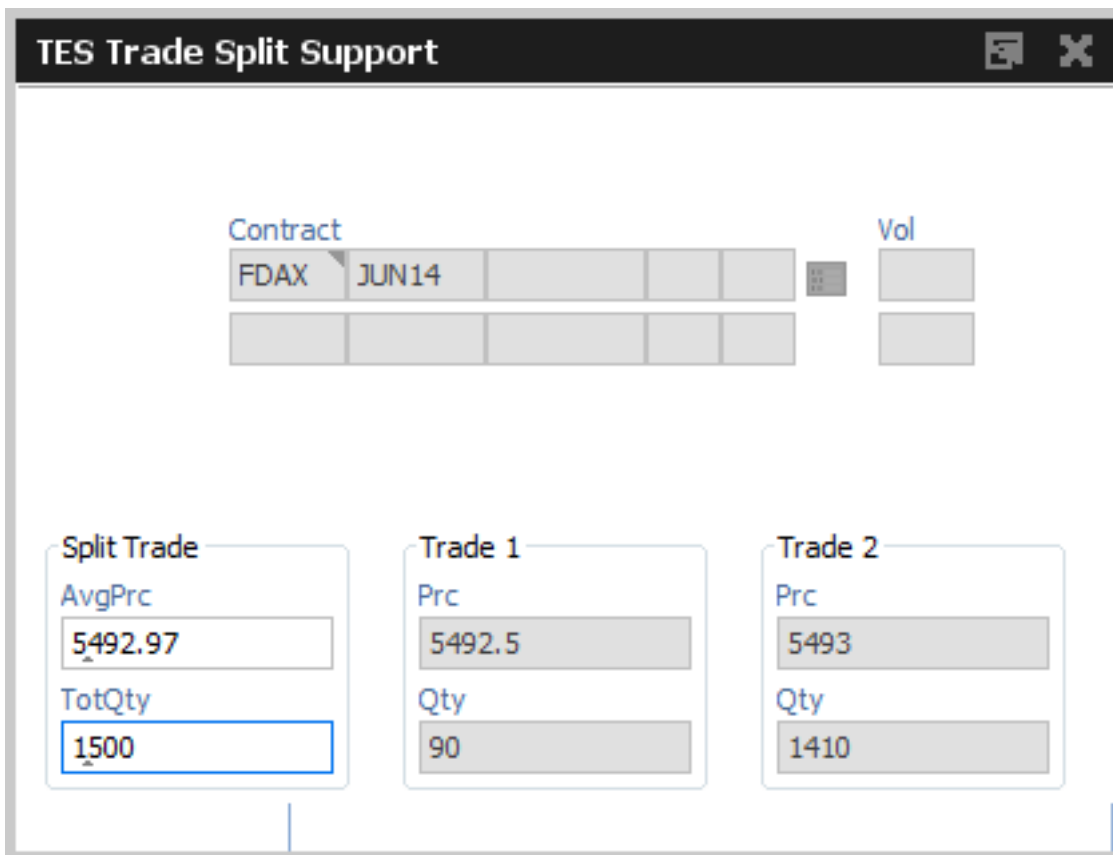 TES Trade Split Support
Contract Vol
FDAX JUN14
Split Trade Trade 1 Trade 2
AvgPrc Prc Prc
5492.97 5492.5 5493
TotQty Qty Qty
1500 90 1410